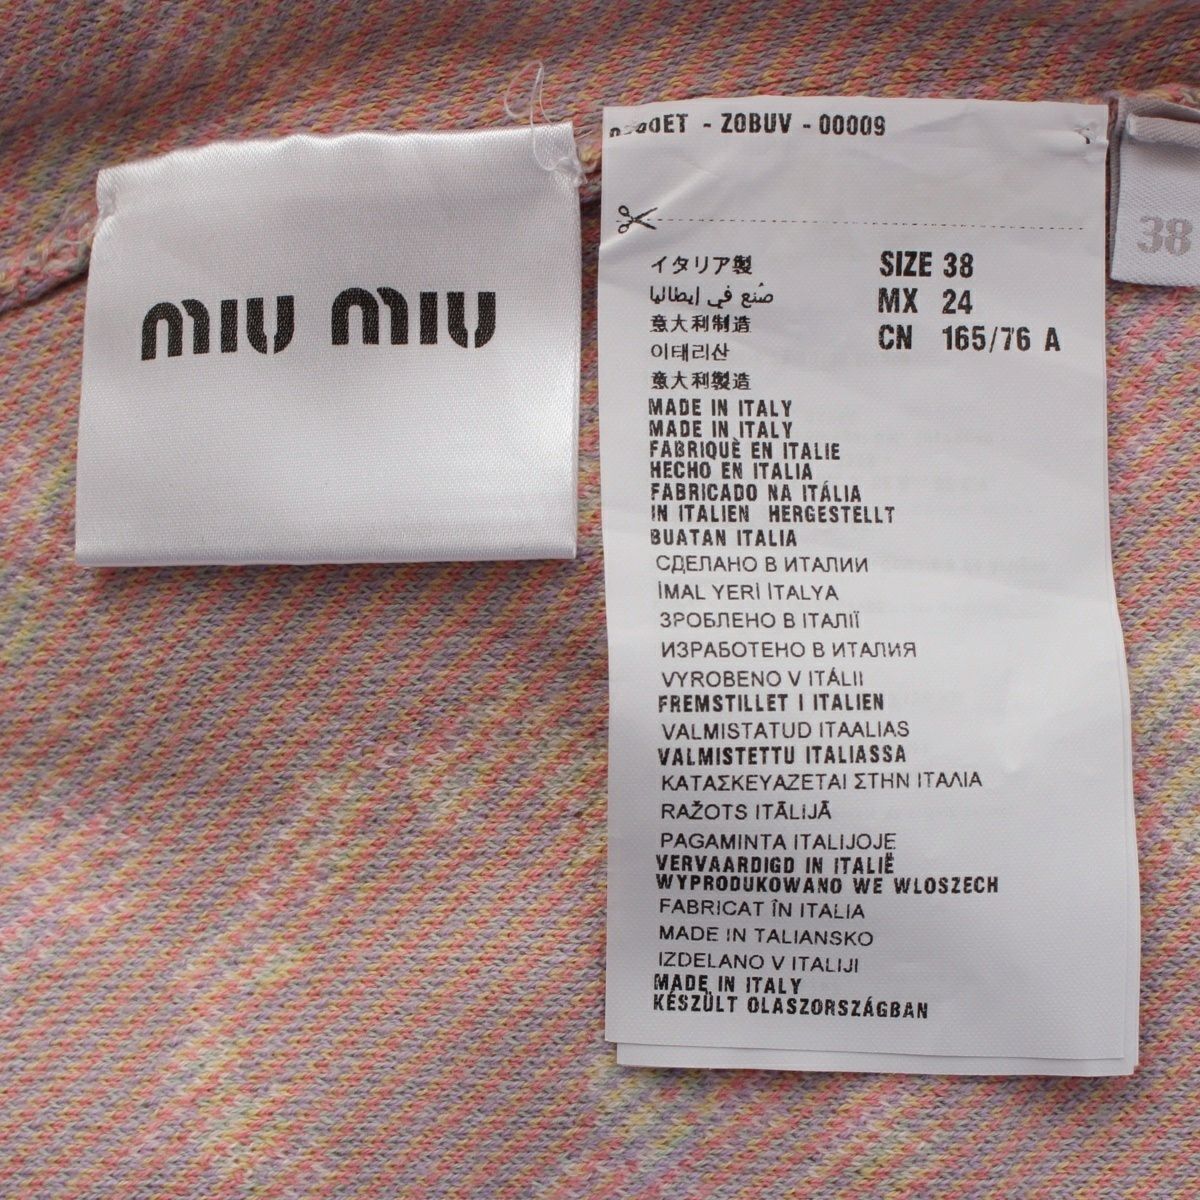 MIU MIU
- Z0BUV - 00009
38
イタリア製
صُنع في إيطاليا
意大利制造
이태리산
意大利製造
SIZE 38
MX 24
CN 165/76 A
MADE IN ITALY
MADE IN ITALY
FABRIQUÈ EN ITALIE
HECHO EN ITALIA
FABRICADO NA ITÁLIA
IN ITALIEN HERGESTELLT
BUATAN ITALIA
СДЕЛАНО В ИТАЛИИ
İMAL YERİ İTALYA
ЗРОБЛЕНО В ІТАЛІЇ
ИЗРАБОТЕНО В ИТАЛИЯ
VYROBENO V ITÁLII
FREMSTILLET I ITALIEN
VALMISTATUD ITAALIAS
VALMISTETTU ITALIASSA
ΚΑΤΑΣΚΕΥΑΖΕΤΑΙ ΣΤΗΝ ΙΤΑΛΙΑ
RAŽOTS ITĀLIJĀ
PAGAMINTA ITALIJOJE
VERVAARDIGD IN ITALIË
WYPRODUKOWANO WE WLOSZECH
FABRICAT ÎN ITALIA
MADE IN TALIANSKO
IZDELANO V ITALIJI
MADE IN ITALY
KÉSZÜLT OLASZORSZÁGBAN